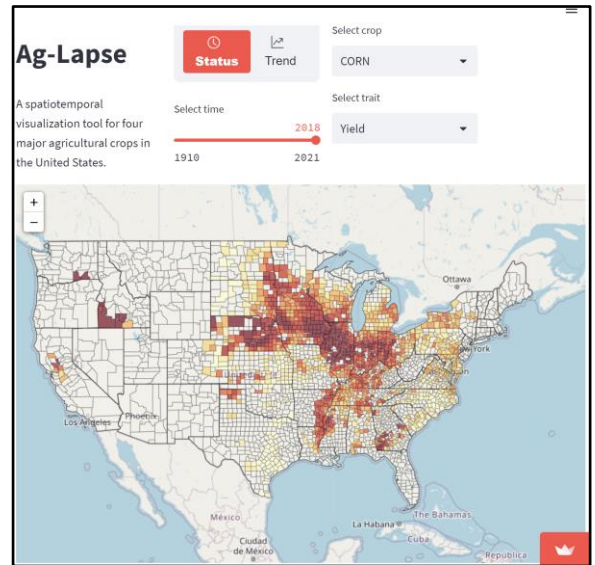 Ag-Lapse
A spatiotemporal
visualization tool for four
major agricultural crops in
the United States.
Status
Trend
Select crop
CORN
Select time
2018
1910
2021
Select trait
Yield
+
−
Ottawa
York
Los Angeles
Phoenix
México
Ciudad
de México
La Habana
The Bahamas
Cuba
República